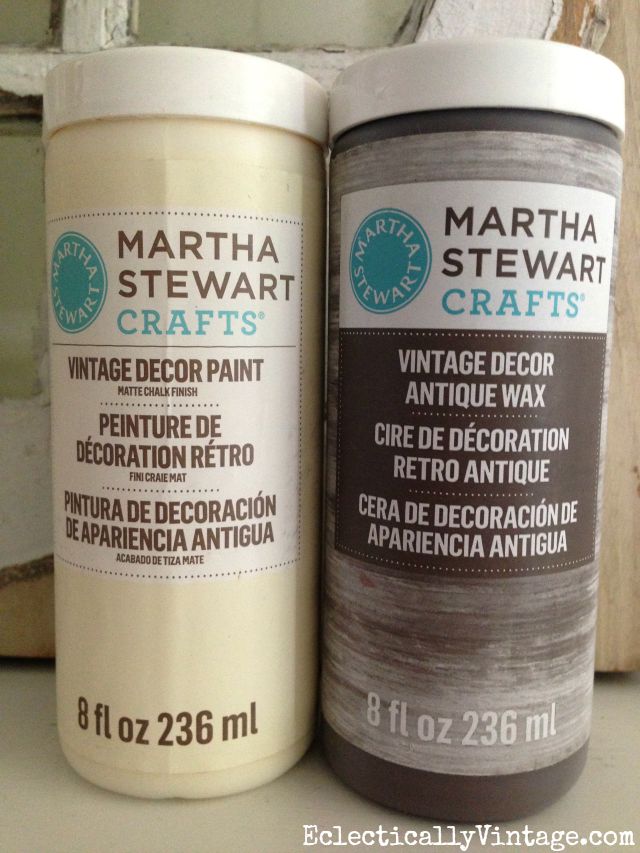 MARTHA STEWART
MARTHA
STEWART
CRAFTS®
VINTAGE DECOR PAINT
MATTE CHALK FINISH
PEINTURE DE
DÉCORATION RÉTRO
FINI CRAIE MAT
PINTURA DE DECORACIÓN
DE APARIENCIA ANTIGUA
ACABADO DE TIZA MATE
8 fl oz 236 ml
MARTHA STEWART
MARTHA
STEWART
CRAFTS®
VINTAGE DECOR
ANTIQUE WAX
CIRE DE DÉCORATION
RETRO ANTIQUE
CERA DE DECORACIÓN DE
APARIENCIA ANTIGUA
8 fl oz 236 ml
EclecticallyVintage.com